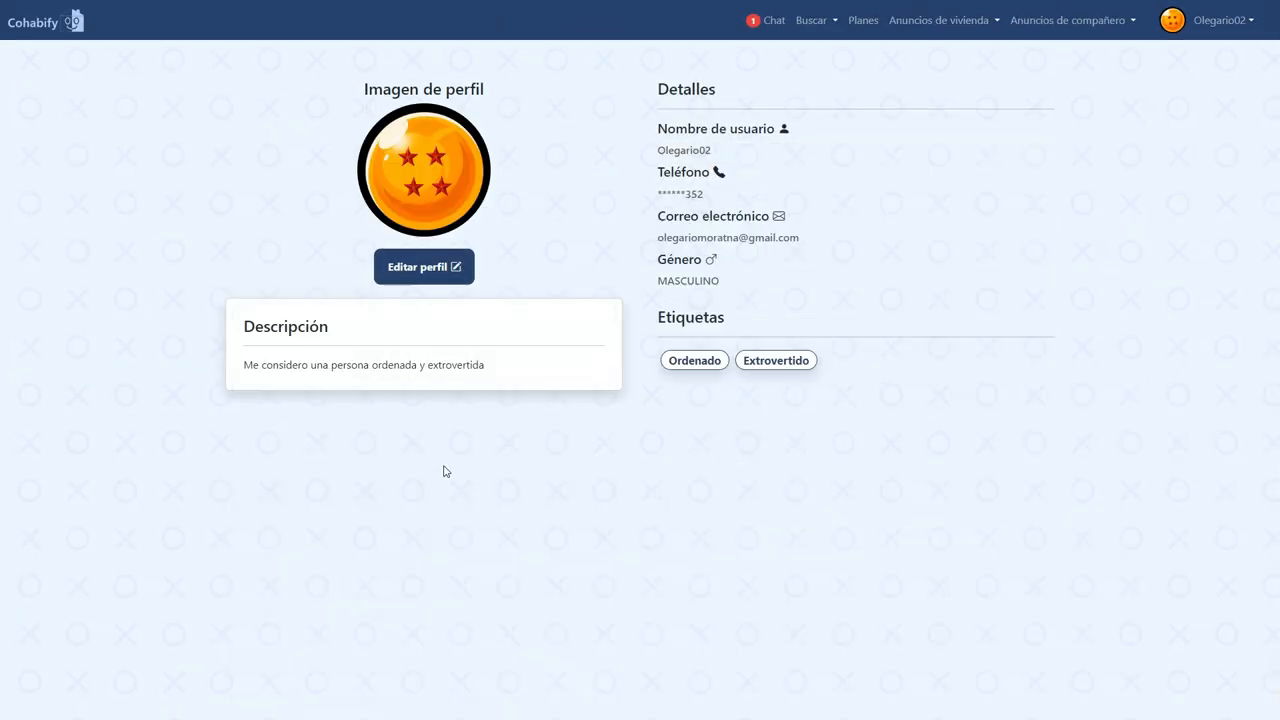 Cohabify
1 Chat Buscar Planes Anuncios de vivienda Anuncios de compañero Olegario02
Imagen de perfil
Editar perfil
Descripción
Me considero una persona ordenada y extrovertida
Detalles
Nombre de usuario
Olegario02
Teléfono
******352
Correo electrónico
olegariomoratna@gmail.com
Género
MASCULINO
Etiquetas
Ordenado Extrovertido